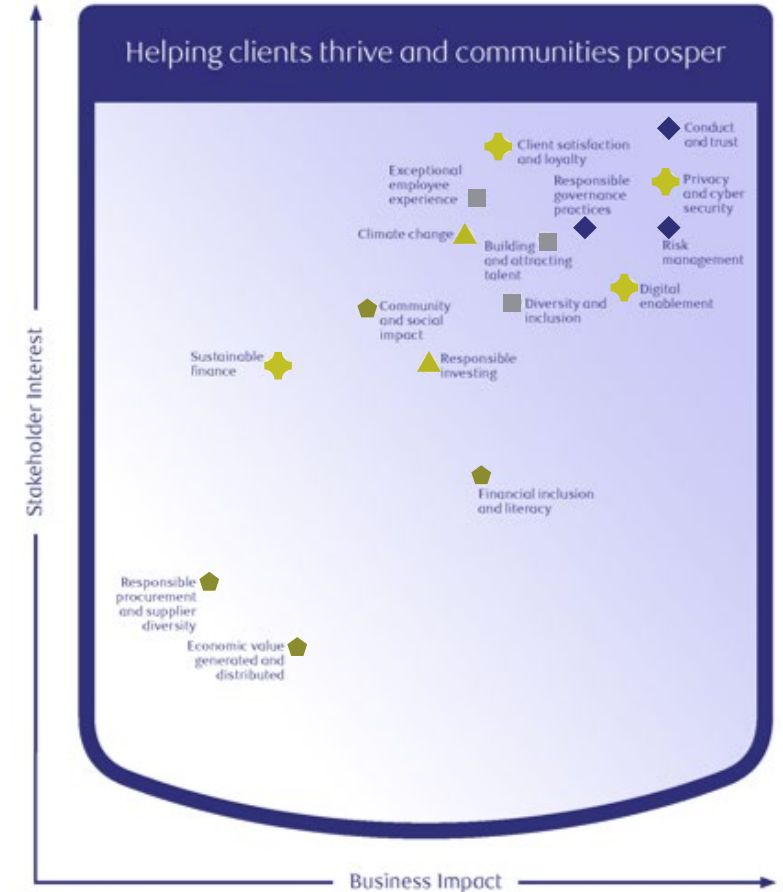 Helping clients thrive and communities prosper
Conduct
and trust
Client satisfaction
and loyalty
Exceptional
employee
experience
Responsible
governance
practices
Privacy
and cyber
security
Climate change
Building
and attracting
talent
Risk
management
Digital
enablement
Diversity and
inclusion
Community
and social
impact
Sustainable
finance
Responsible
investing
Financial inclusion
and literacy
Responsible
procurement
and supplier
diversity
Economic value
generated and
distributed
Stakeholder Interest
Business Impact